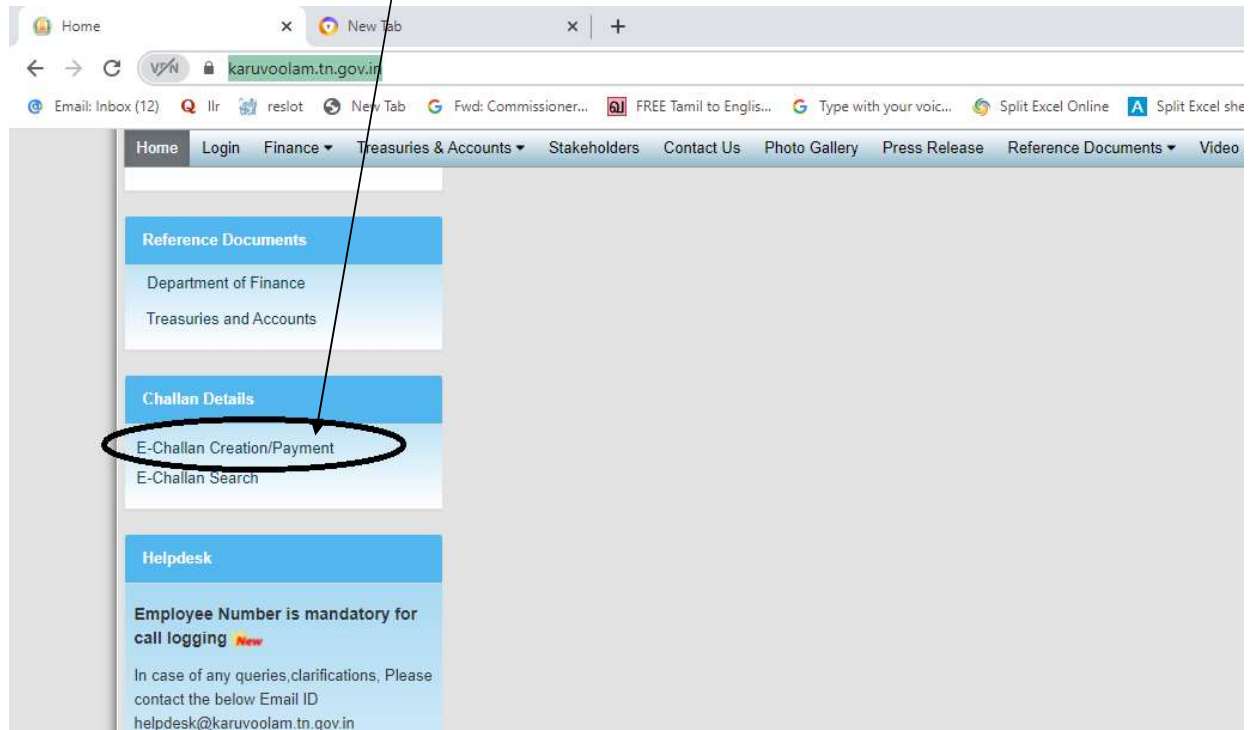 Home
New Tab
VPN
karuvoolam.tn.gov.in
Email: Inbox (12) llr reslot New Tab Fwd: Commissioner... FREE Tamil to Englis... Type with your voic... Split Excel Online Split Excel she
Home Login Finance Treasuries & Accounts Stakeholders Contact Us Photo Gallery Press Release Reference Documents Video
Reference Documents
Department of Finance
Treasuries and Accounts
Challan Details
E-Challan Creation/Payment
E-Challan Search
Helpdesk
Employee Number is mandatory for
call logging New
In case of any queries,clarifications, Please
contact the below Email ID
helpdesk@karuvoolam.tn.gov.in